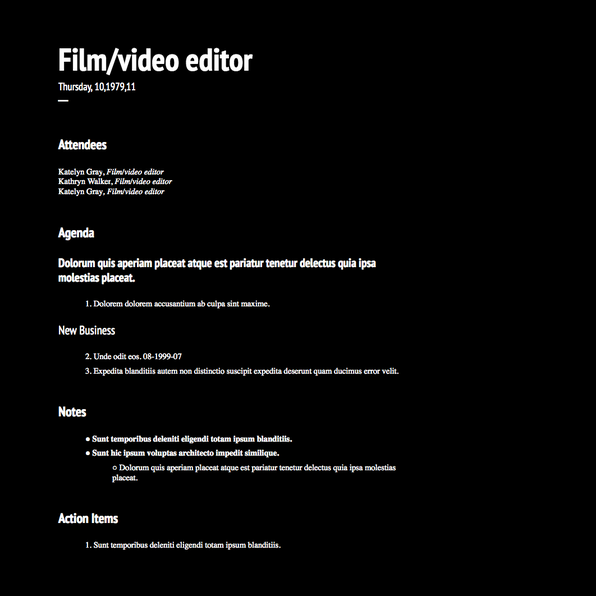 Film/video editor
Thursday, 10,1979,11
Attendees
Katelyn Gray, Film/video editor
Kathryn Walker, Film/video editor
Katelyn Gray, Film/video editor
Agenda
Dolorum quis aperiam placeat atque est pariatur tenetur delectus quia ipsa
molestias placeat.
1. Dolorem dolorem accusantium ab culpa sint maxime.
New Business
2. Unde odit eos. 08-1999-07
3. Expedita blanditiis autem non distinctio suscipit expedita deserunt quam ducimus error velit.
Notes
● Sunt temporibus deleniti eligendi totam ipsum blanditiis.
● Sunt hic ipsum voluptas architecto impedit similique.
○ Dolorum quis aperiam placeat atque est pariatur tenetur delectus quia ipsa molestias
placeat.
Action Items
1. Sunt temporibus deleniti eligendi totam ipsum blanditiis.